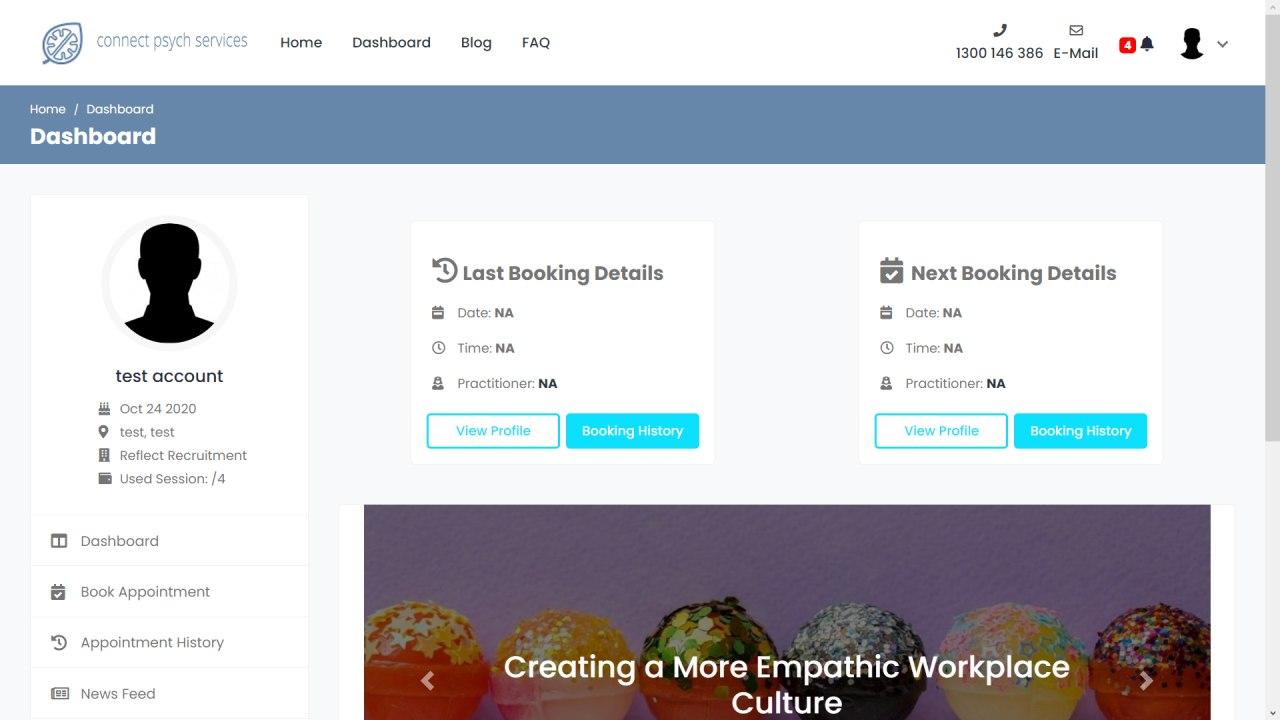 connect psych services
Home Dashboard Blog FAQ
1300 146 386 E-Mail
4
Home / Dashboard
Dashboard
test account
Oct 24 2020
test, test
Reflect Recruitment
Used Session: /4
Dashboard
Book Appointment
Appointment History
News Feed
Last Booking Details
Date: NA
Time: NA
Practitioner: NA
View Profile Booking History
Next Booking Details
Date: NA
Time: NA
Practitioner: NA
View Profile Booking History
Creating a More Empathic Workplace
Culture